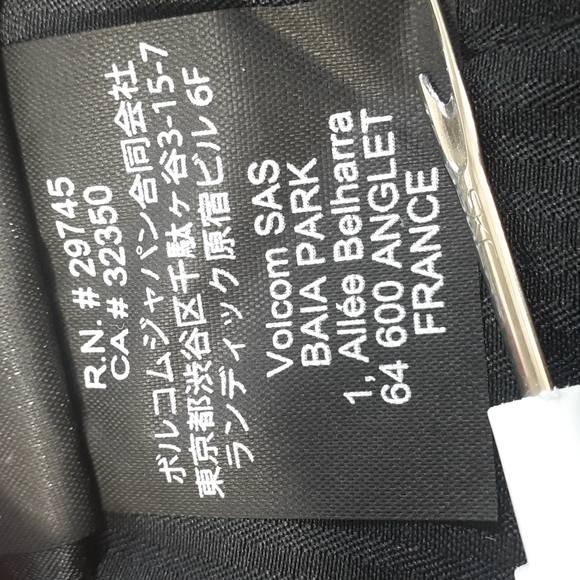 R.N. # 29745
CA # 32350
ボルコムジャパン合同会社
東京都渋谷区千駄ヶ谷3-15-7
ランディック原宿ビル 6F
Volcom SAS
BAIA PARK
1, Allée Belharra
64 600 ANGLET
FRANCE